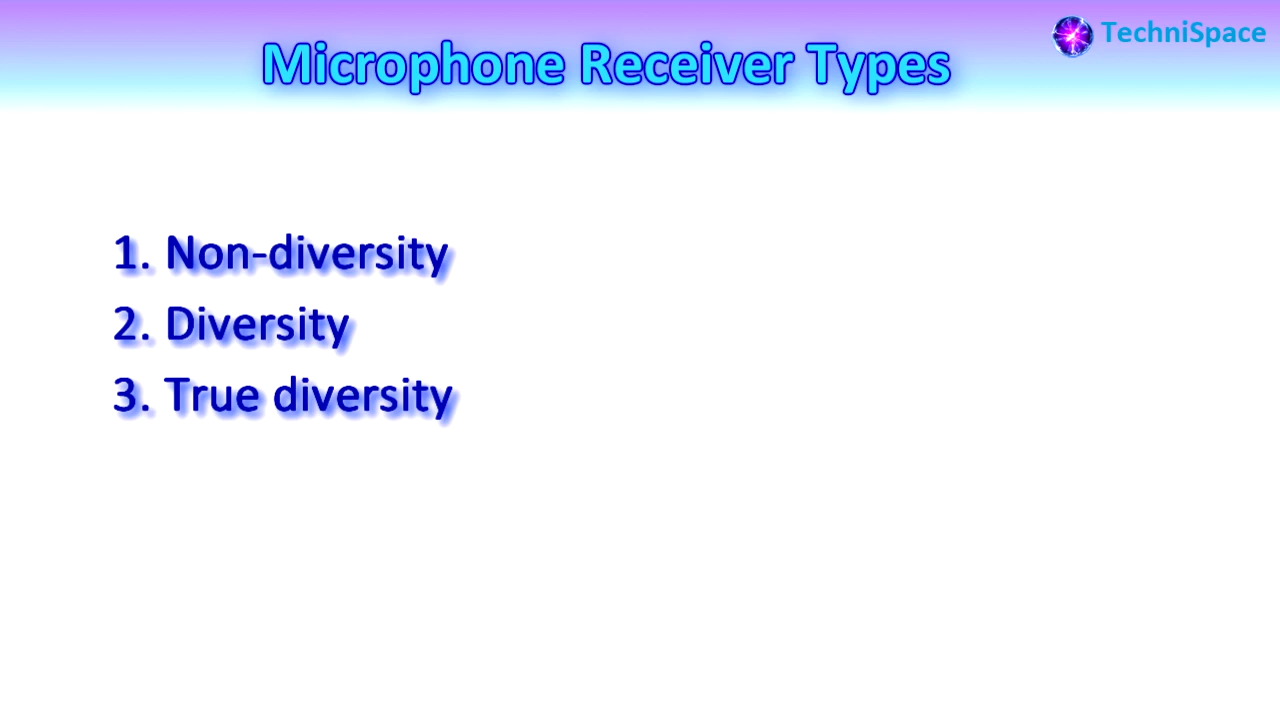 TechniSpace
Microphone Receiver Types
1. Non-diversity
2. Diversity
3. True diversity